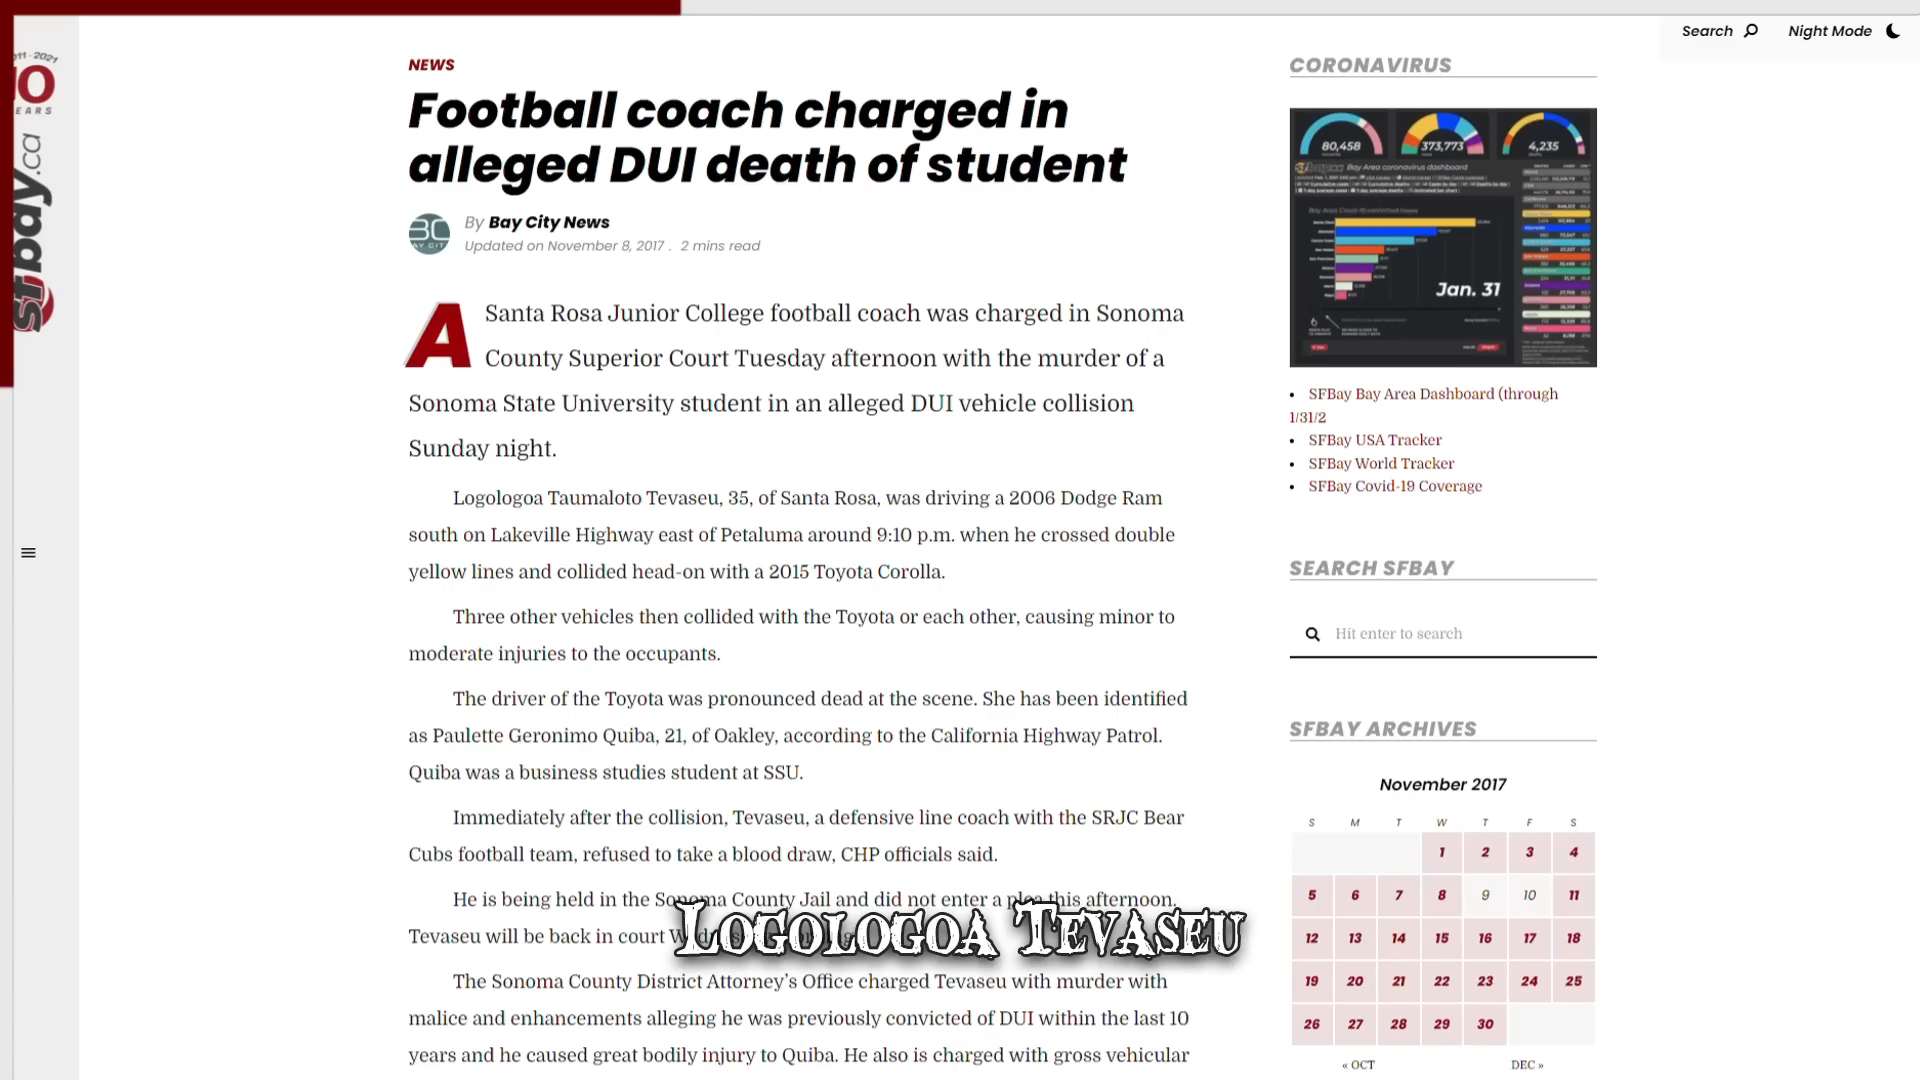 Search
Night Mode
2011-2021
10
YEARS
sfbay.ca
NEWS
Football coach charged in
alleged DUI death of student
By Bay City News
Updated on November 8, 2017 . 2 mins read
A Santa Rosa Junior College football coach was charged in Sonoma
County Superior Court Tuesday afternoon with the murder of a
Sonoma State University student in an alleged DUI vehicle collision
Sunday night.
Logologoa Taumaloto Tevaseu, 35, of Santa Rosa, was driving a 2006 Dodge Ram
south on Lakeville Highway east of Petaluma around 9:10 p.m. when he crossed double
yellow lines and collided head-on with a 2015 Toyota Corolla.
Three other vehicles then collided with the Toyota or each other, causing minor to
moderate injuries to the occupants.
The driver of the Toyota was pronounced dead at the scene. She has been identified
as Paulette Geronimo Quiba, 21, of Oakley, according to the California Highway Patrol.
Quiba was a business studies student at SSU.
Immediately after the collision, Tevaseu, a defensive line coach with the SRJC Bear
Cubs football team, refused to take a blood draw, CHP officials said.
He is being held in the Sonoma County Jail and did not enter a plea this afternoon.
Tevaseu will be back in court
Logologoa Tevaseu
The Sonoma County District Attorney's Office charged Tevaseu with murder with
malice and enhancements alleging he was previously convicted of DUI within the last 10
years and he caused great bodily injury to Quiba. He also is charged with gross vehicular
CORONAVIRUS
80,458
373,773
4,235
Bay Area coronavirus dashboard
Jan. 31
• SFBay Bay Area Dashboard (through
1/31/2
• SFBay USA Tracker
• SFBay World Tracker
• SFBay Covid-19 Coverage
SEARCH SFBAY
Hit enter to search
SFBAY ARCHIVES
November 2017
S M T W T F S
1 2 3 4
5 6 7 8 9 10 11
12 13 14 15 16 17 18
19 20 21 22 23 24 25
26 27 28 29 30
« OCT DEC »